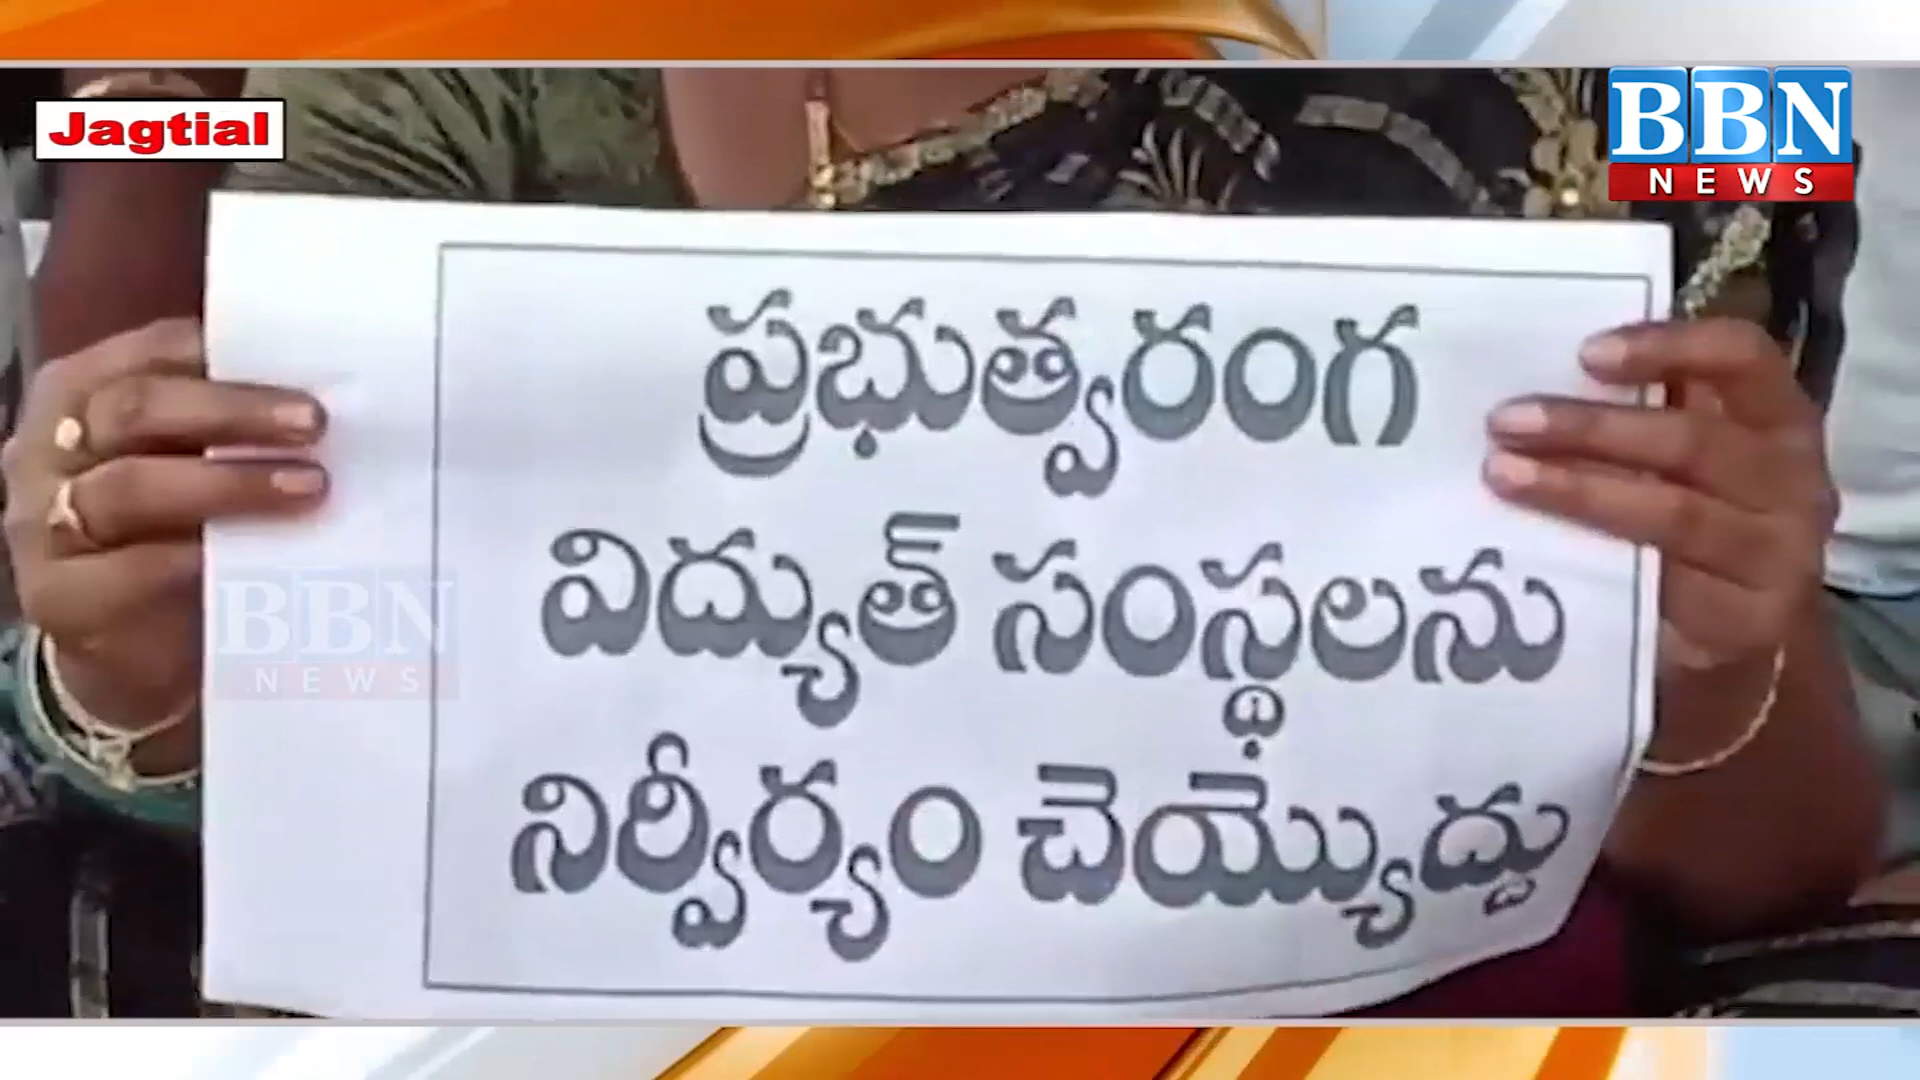 Jagtial
BBN
NEWS
ప్రభుత్వరంగ
విద్యుత్ సంస్థలను
నిర్వీర్యం చెయ్యొద్దు
BBN
NEWS